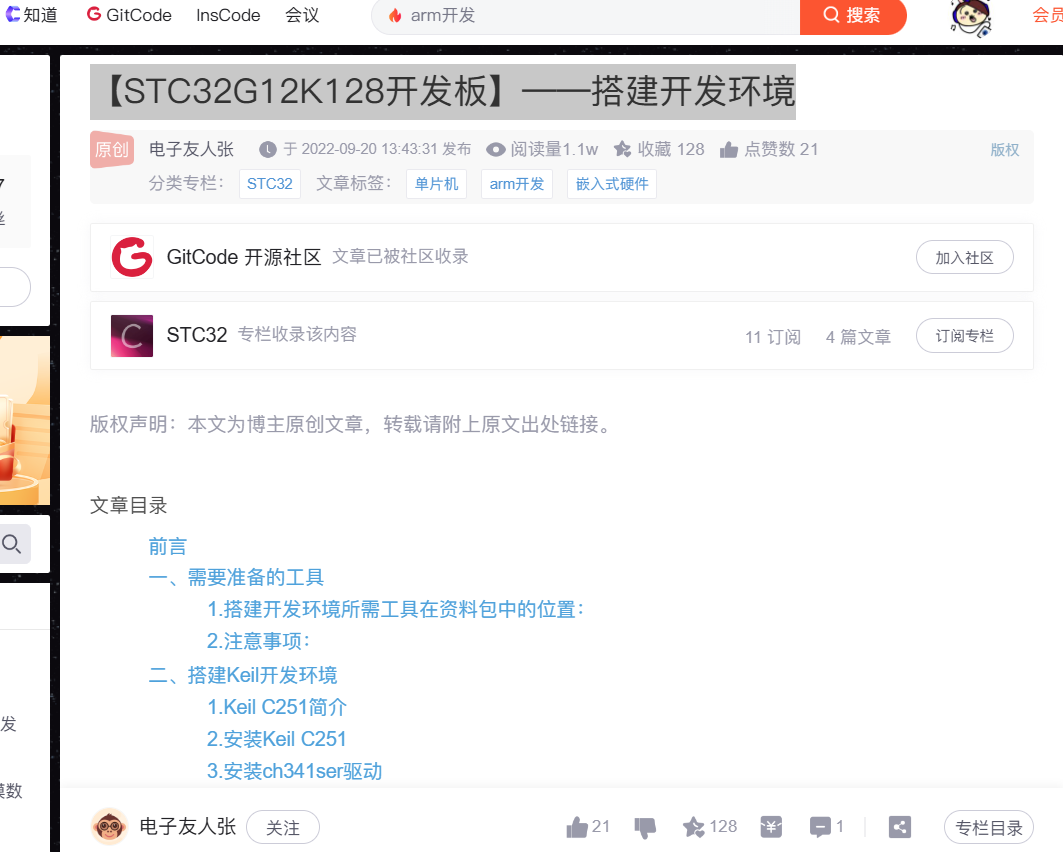 知道 GitCode InsCode 会议 arm开发 搜索 会员
【STC32G12K128开发板】——搭建开发环境
原创 电子友人张 于 2022-09-20 13:43:31 发布 阅读量1.1w 收藏 128 点赞数 21 版权
分类专栏： STC32 文章标签： 单片机 arm开发 嵌入式硬件
GitCode 开源社区 文章已被社区收录 加入社区
STC32 专栏收录该内容 11 订阅 4 篇文章 订阅专栏
版权声明：本文为博主原创文章，转载请附上原文出处链接。
文章目录
前言
一、需要准备的工具
1.搭建开发环境所需工具在资料包中的位置：
2.注意事项：
二、搭建Keil开发环境
1.Keil C251简介
2.安装Keil C251
发
3.安装ch341ser驱动
数
电子友人张 关注 21 128 1 专栏目录